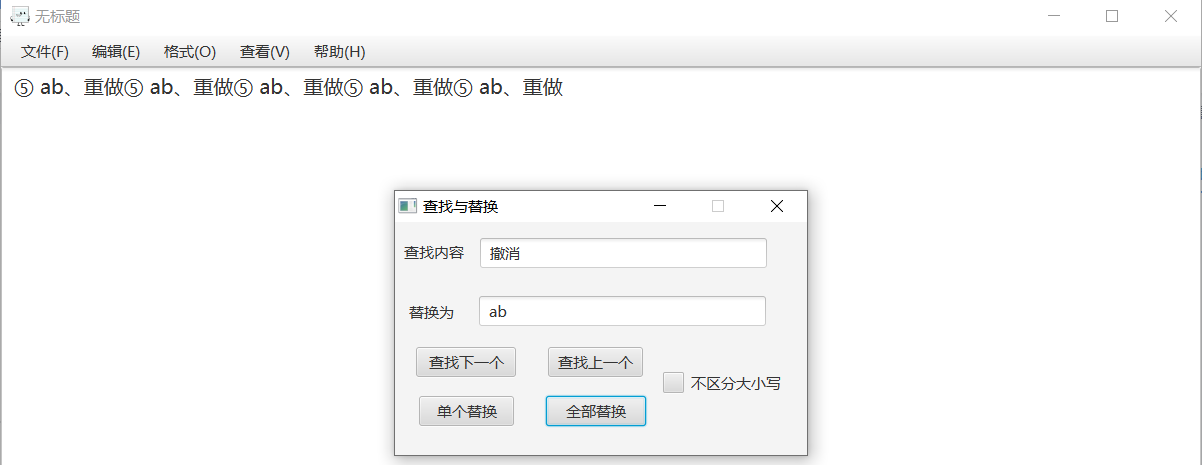 无标题
文件(F) 编辑(E) 格式(O) 查看(V) 帮助(H)
⑤ ab、重做⑤ ab、重做⑤ ab、重做⑤ ab、重做⑤ ab、重做
查找与替换
查找内容 撤消
替换为 ab
查找下一个 查找上一个
不区分大小写
单个替换 全部替换